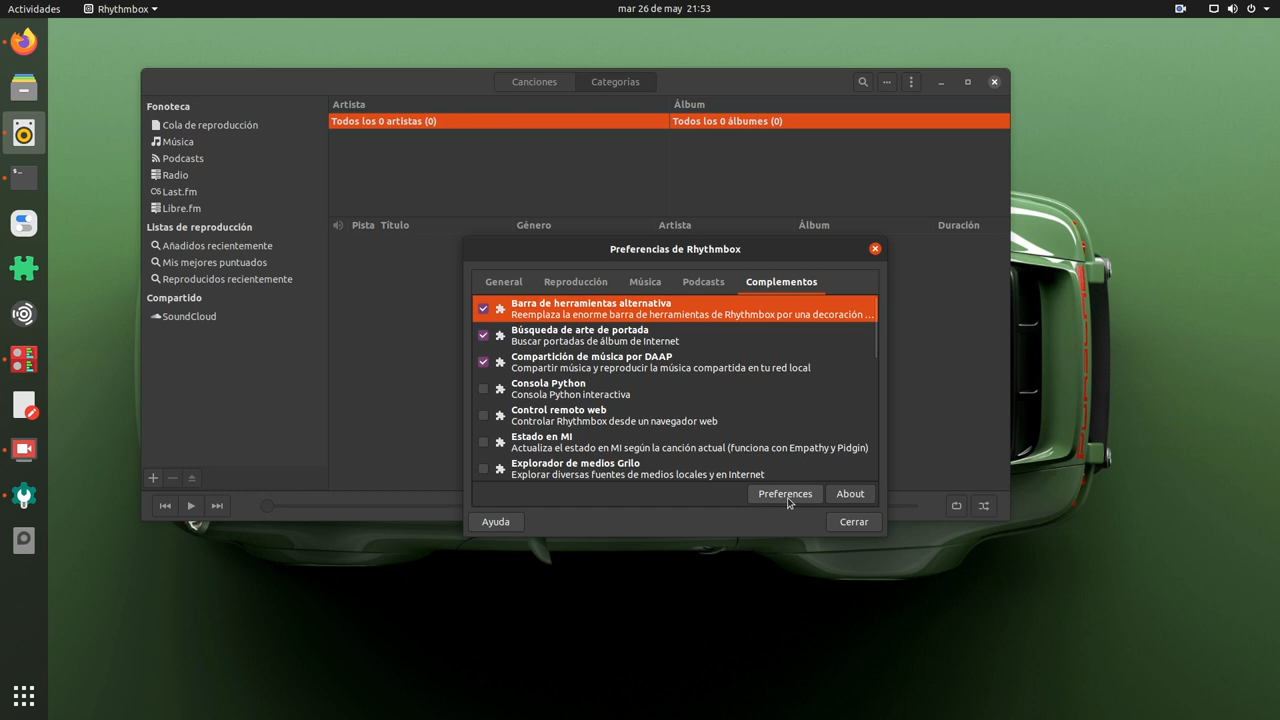 Actividades
Rhythmbox
mar 26 de may 21:53
Canciones
Categorías
Fonoteca
Cola de reproducción
Música
Podcasts
Radio
Last.fm
Libre.fm
Listas de reproducción
Añadidos recientemente
Mis mejores puntuados
Reproducidos recientemente
Compartido
SoundCloud
Artista
Álbum
Todos los 0 artistas (0)
Todos los 0 álbumes (0)
Pista Título Género Artista Álbum Duración
Preferencias de Rhythmbox
General Reproducción Música Podcasts Complementos
Barra de herramientas alternativa
Reemplaza la enorme barra de herramientas de Rhythmbox por una decoración ...
Búsqueda de arte de portada
Buscar portadas de álbum de Internet
Compartición de música por DAAP
Compartir música y reproducir la música compartida en tu red local
Consola Python
Consola Python interactiva
Control remoto web
Controlar Rhythmbox desde un navegador web
Estado en MI
Actualiza el estado en MI según la canción actual (funciona con Empathy y Pidgin)
Explorador de medios Grilo
Explorar diversas fuentes de medios locales y en Internet
Preferences
About
Ayuda
Cerrar